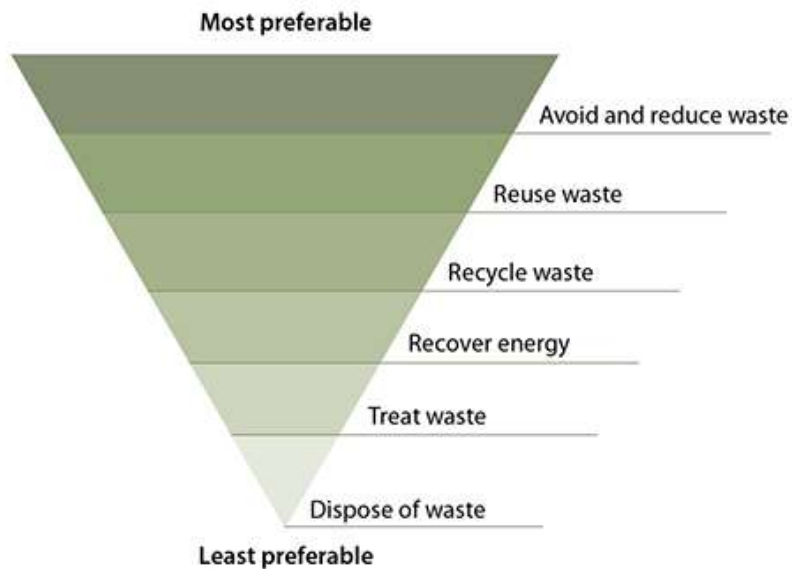 Most preferable
Avoid and reduce waste
Reuse waste
Recycle waste
Recover energy
Treat waste
Dispose of waste
Least preferable